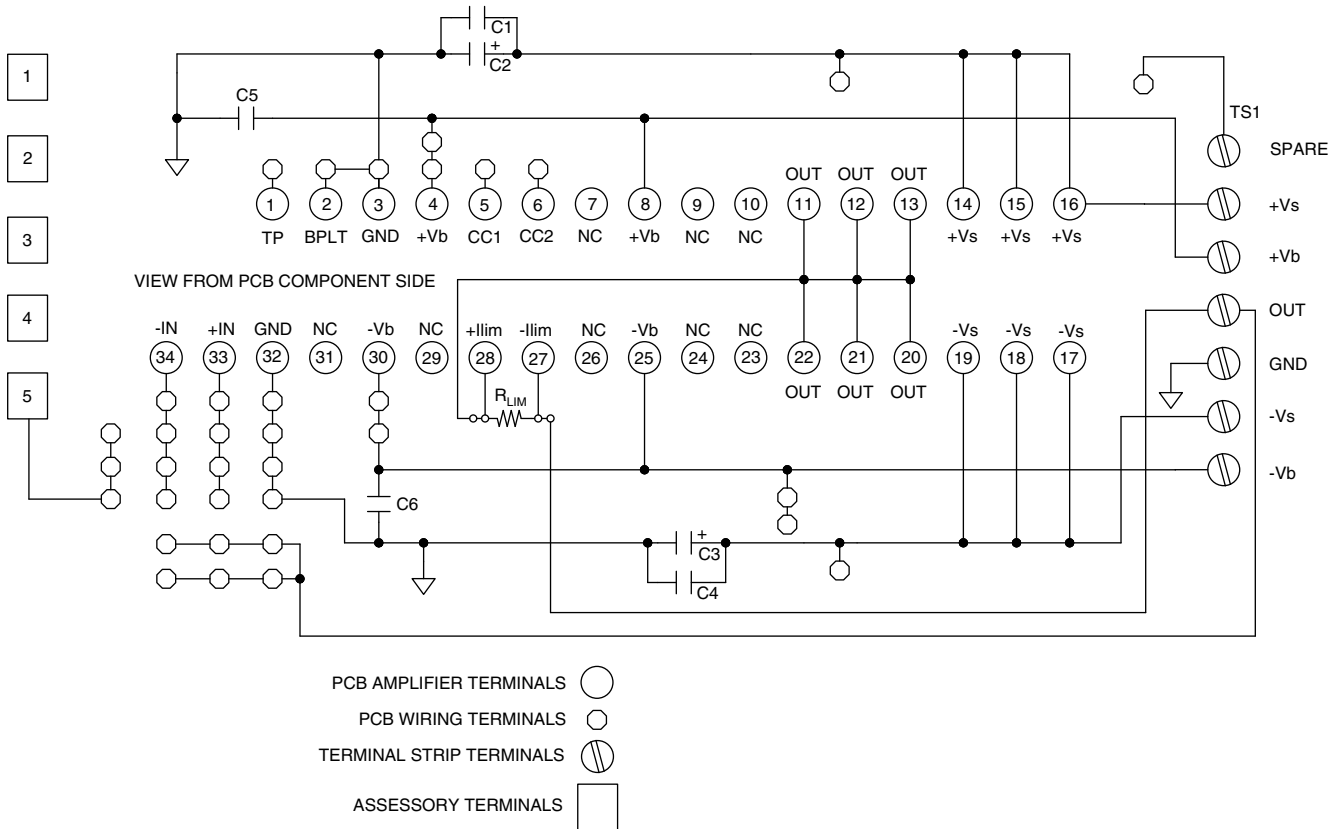 C1
+
C2
1
C5
TS1
2
SPARE
OUT OUT OUT
1 2 3 4 5 6 7 8 9 10 11 12 13 14 15 16
+Vs
TP BPLT GND +Vb CC1 CC2 NC +Vb NC NC +Vs +Vs +Vs
3
+Vb
VIEW FROM PCB COMPONENT SIDE
4
OUT
-IN +IN GND NC -Vb NC +Ilim -Ilim NC -Vb NC NC -Vs -Vs -Vs
34 33 32 31 30 29 28 27 26 25 24 23 22 21 20 19 18 17
GND
OUT OUT OUT
5
RLIM
-Vs
-Vb
C6
+
C3
C4
PCB AMPLIFIER TERMINALS
PCB WIRING TERMINALS
TERMINAL STRIP TERMINALS
ASSESSORY TERMINALS